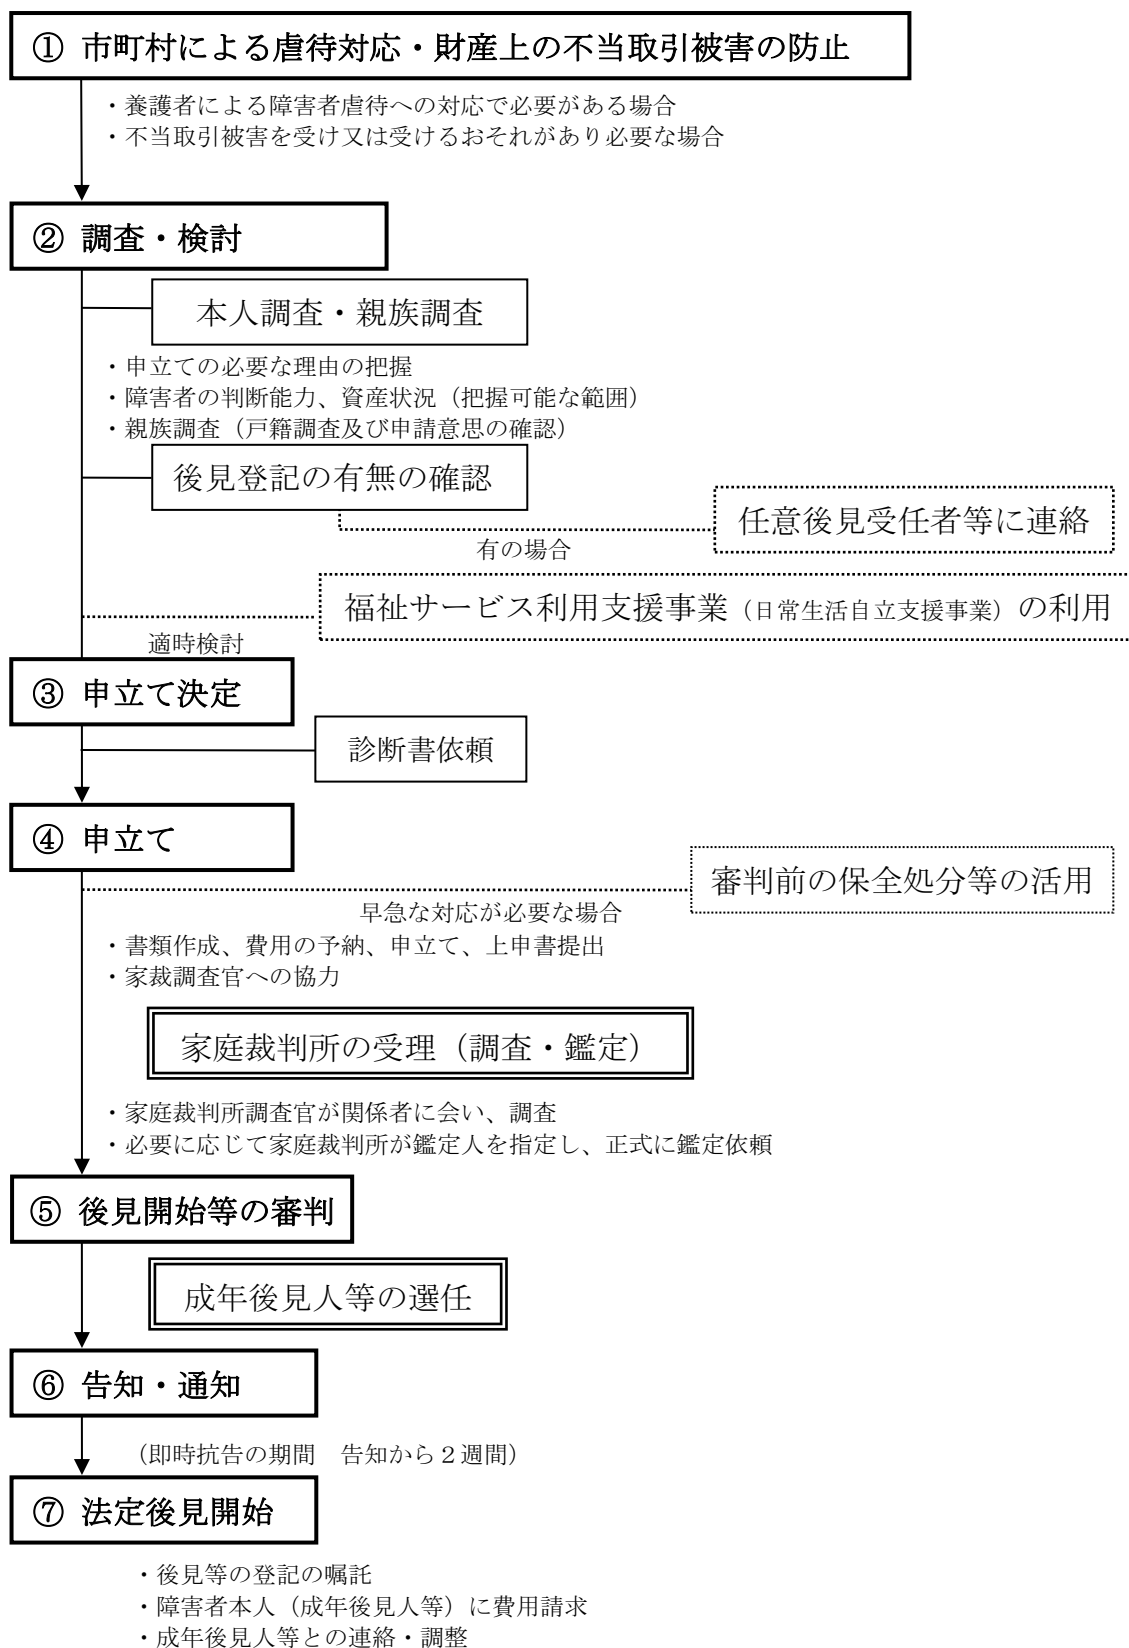 ① 市町村による虐待対応・財産上の不当取引被害の防止
・養護者による障害者虐待への対応で必要がある場合
・不当取引被害を受け又は受けるおそれがあり必要な場合
② 調査・検討
本人調査・親族調査
・申立ての必要な理由の把握
・障害者の判断能力、資産状況（把握可能な範囲）
・親族調査（戸籍調査及び申請意思の確認）
後見登記の有無の確認
任意後見受任者等に連絡
有の場合
福祉サービス利用支援事業（日常生活自立支援事業）の利用
適時検討
③ 申立て決定
診断書依頼
④ 申立て
審判前の保全処分等の活用
早急な対応が必要な場合
・書類作成、費用の予納、申立て、上申書提出
・家裁調査官への協力
家庭裁判所の受理（調査・鑑定）
・家庭裁判所調査官が関係者に会い、調査
・必要に応じて家庭裁判所が鑑定人を指定し、正式に鑑定依頼
⑤ 後見開始等の審判
成年後見人等の選任
⑥ 告知・通知
（即時抗告の期間　告知から２週間）
⑦ 法定後見開始
・後見等の登記の嘱託
・障害者本人（成年後見人等）に費用請求
・成年後見人等との連絡・調整